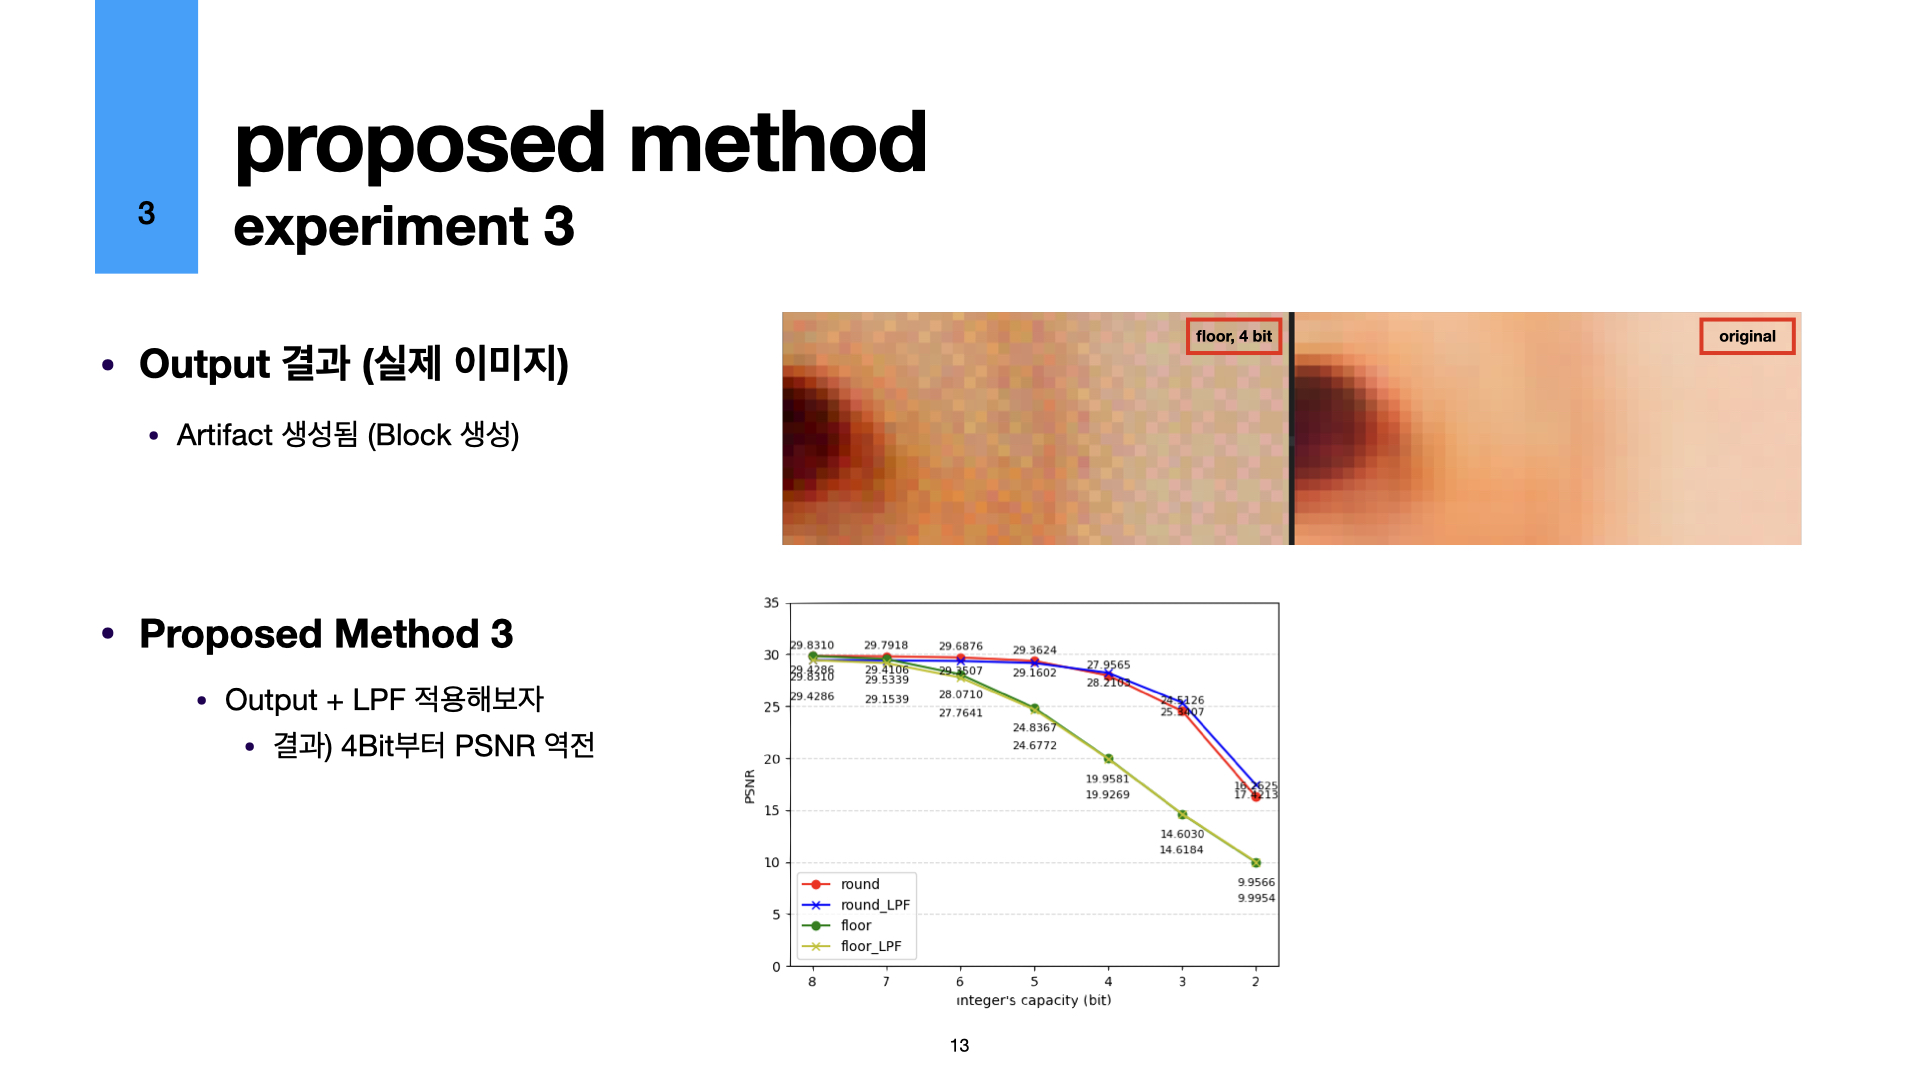 3
proposed method
experiment 3
• Output 결과 (실제 이미지)
• Artifact 생성됨 (Block 생성)
floor, 4 bit
original
• Proposed Method 3
• Output + LPF 적용해보자
• 결과) 4Bit부터 PSNR 역전
35
30
25
20
15
10
5
0
PSNR
29.8310 29.7918 29.6876 29.3624 27.9565 24.5126
29.4286 29.4106 29.3507 29.1602 28.2103 25.3407
29.8310 29.5339 28.0710 24.8367 19.9581 14.6030 9.9566
29.4286 29.1539 27.7641 24.6772 19.9269 14.6184 9.9954
round
round_LPF
floor
floor_LPF
8 7 6 5 4 3 2
integer's capacity (bit)
13